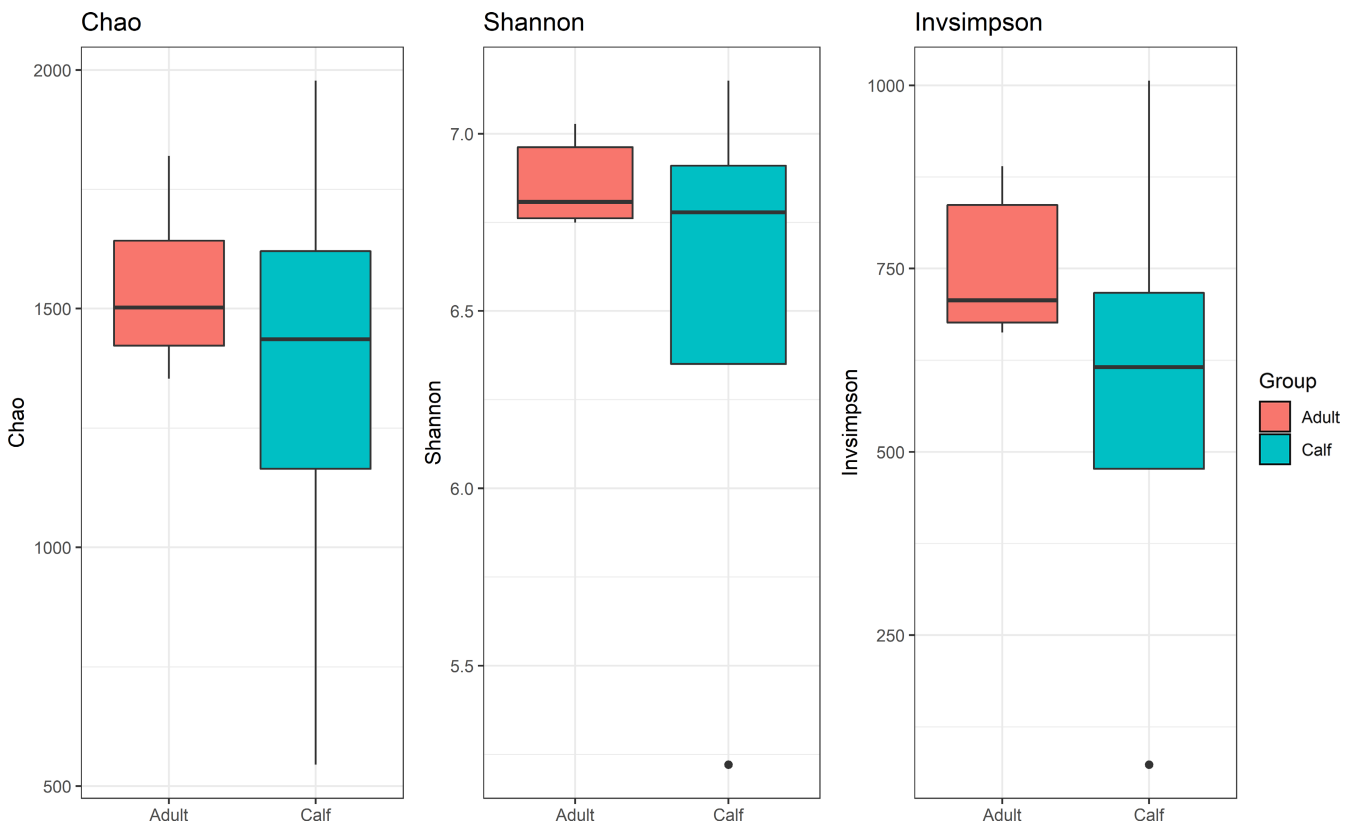 Chao
Chao
2000
1500
1000
500
Adult Calf
Shannon
Shannon
7.0
6.5
6.0
5.5
Adult Calf
Invsimpson
Invsimpson
1000
750
500
250
Adult Calf
Group
Adult
Calf